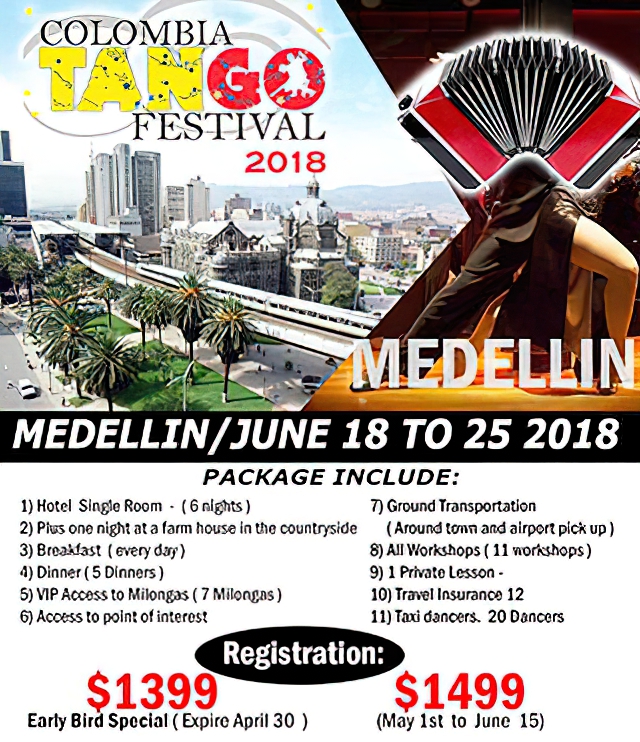 COLOMBIA
TANGO
FESTIVAL
2018
MEDELLIN
MEDELLIN/JUNE 18 TO 25 2018
PACKAGE INCLUDE:
1) Hotel Single Room - ( 6 nights )
2) Plus one night at a farm house in the countryside
3) Breakfast ( every day )
4) Dinner ( 5 Dinners )
5) VIP Access to Milongas ( 7 Milongas )
6) Access to point of interest
7) Ground Transportation
( Around town and airport pick up )
8) All Workshops ( 11 workshops )
9) 1 Private Lesson -
10) Travel Insurance 12
11) Taxi dancers. 20 Dancers
Registration:
$1399
Early Bird Special ( Expire April 30 )
$1499
(May 1st to June 15)